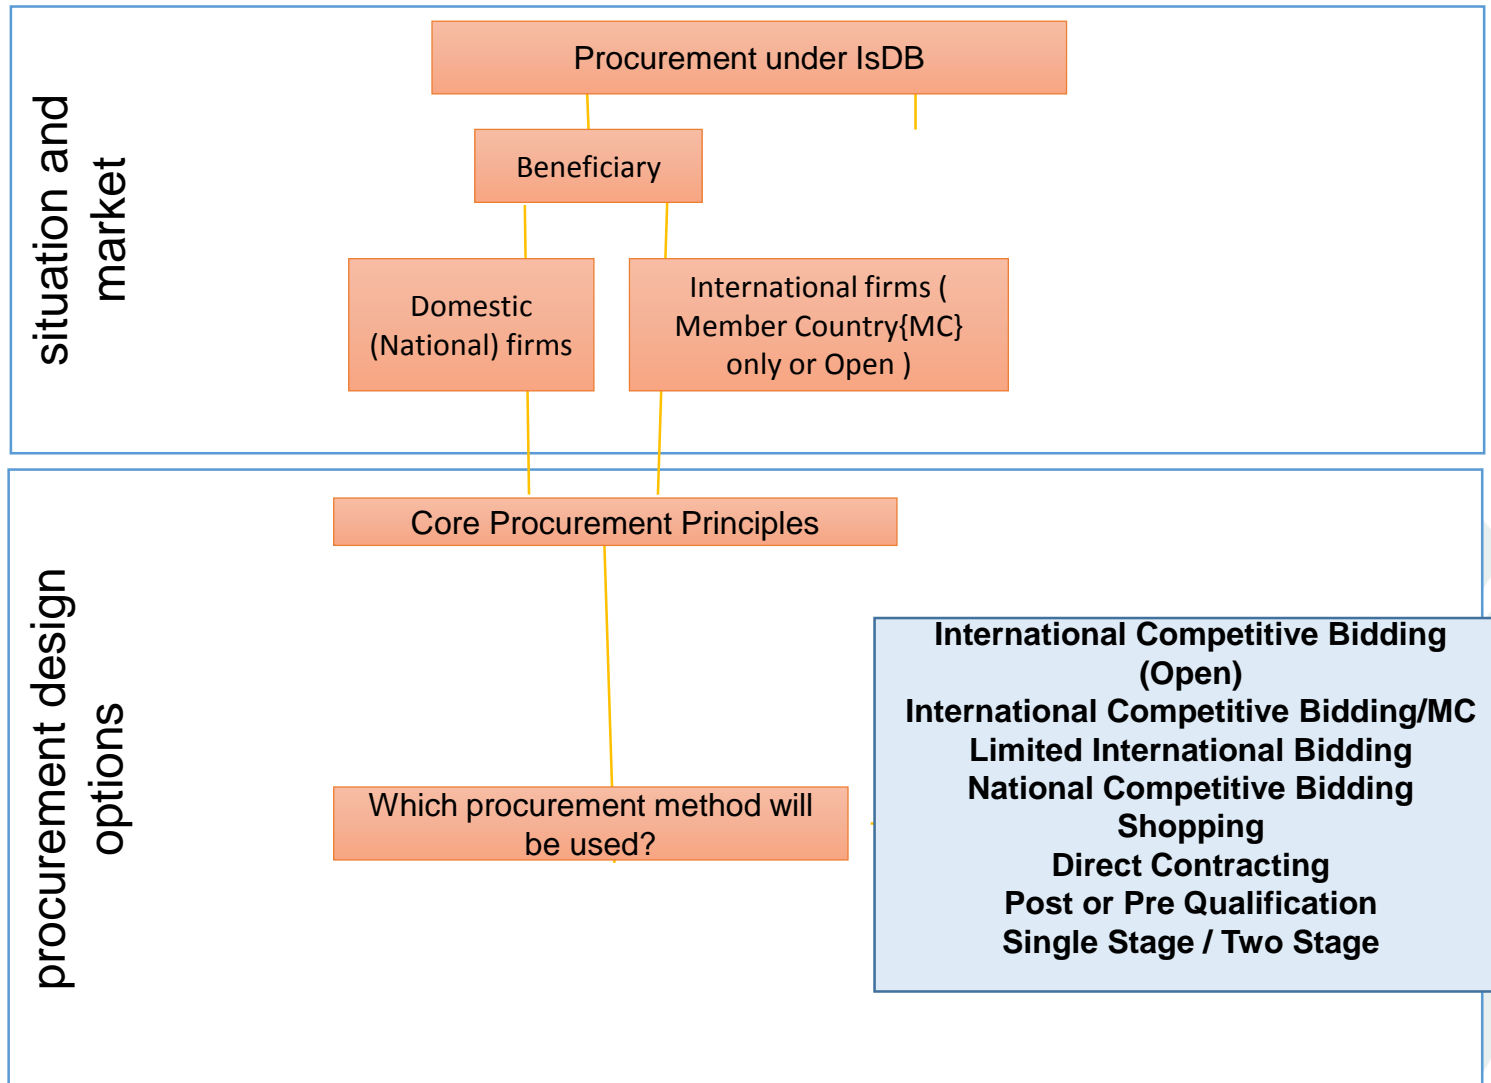 situation and
market
Procurement under IsDB
Beneficiary
Domestic
(National) firms
International firms (
Member Country{MC}
only or Open )
procurement design
options
Core Procurement Principles
Which procurement method will
be used?
International Competitive Bidding
(Open)
International Competitive Bidding/MC
Limited International Bidding
National Competitive Bidding
Shopping
Direct Contracting
Post or Pre Qualification
Single Stage / Two Stage